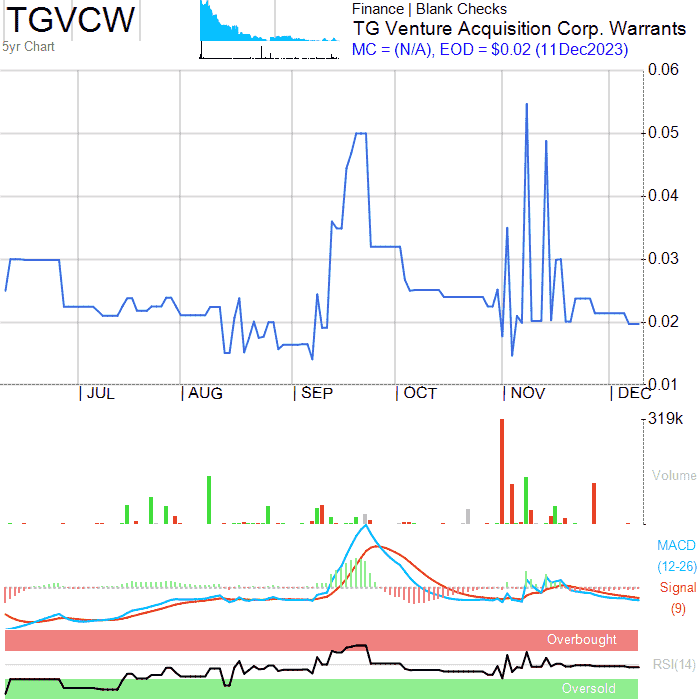 TGVCW
5yr Chart
Finance | Blank Checks
TG Venture Acquisition Corp. Warrants
MC = (N/A), EOD = $0.02 (11Dec2023)
0.06
0.05
0.04
0.03
0.02
0.01
| JUL | AUG | SEP | OCT | NOV | DEC
319k
Volume
MACD
(12-26)
Signal
(9)
Overbought
RSI(14)
Oversold